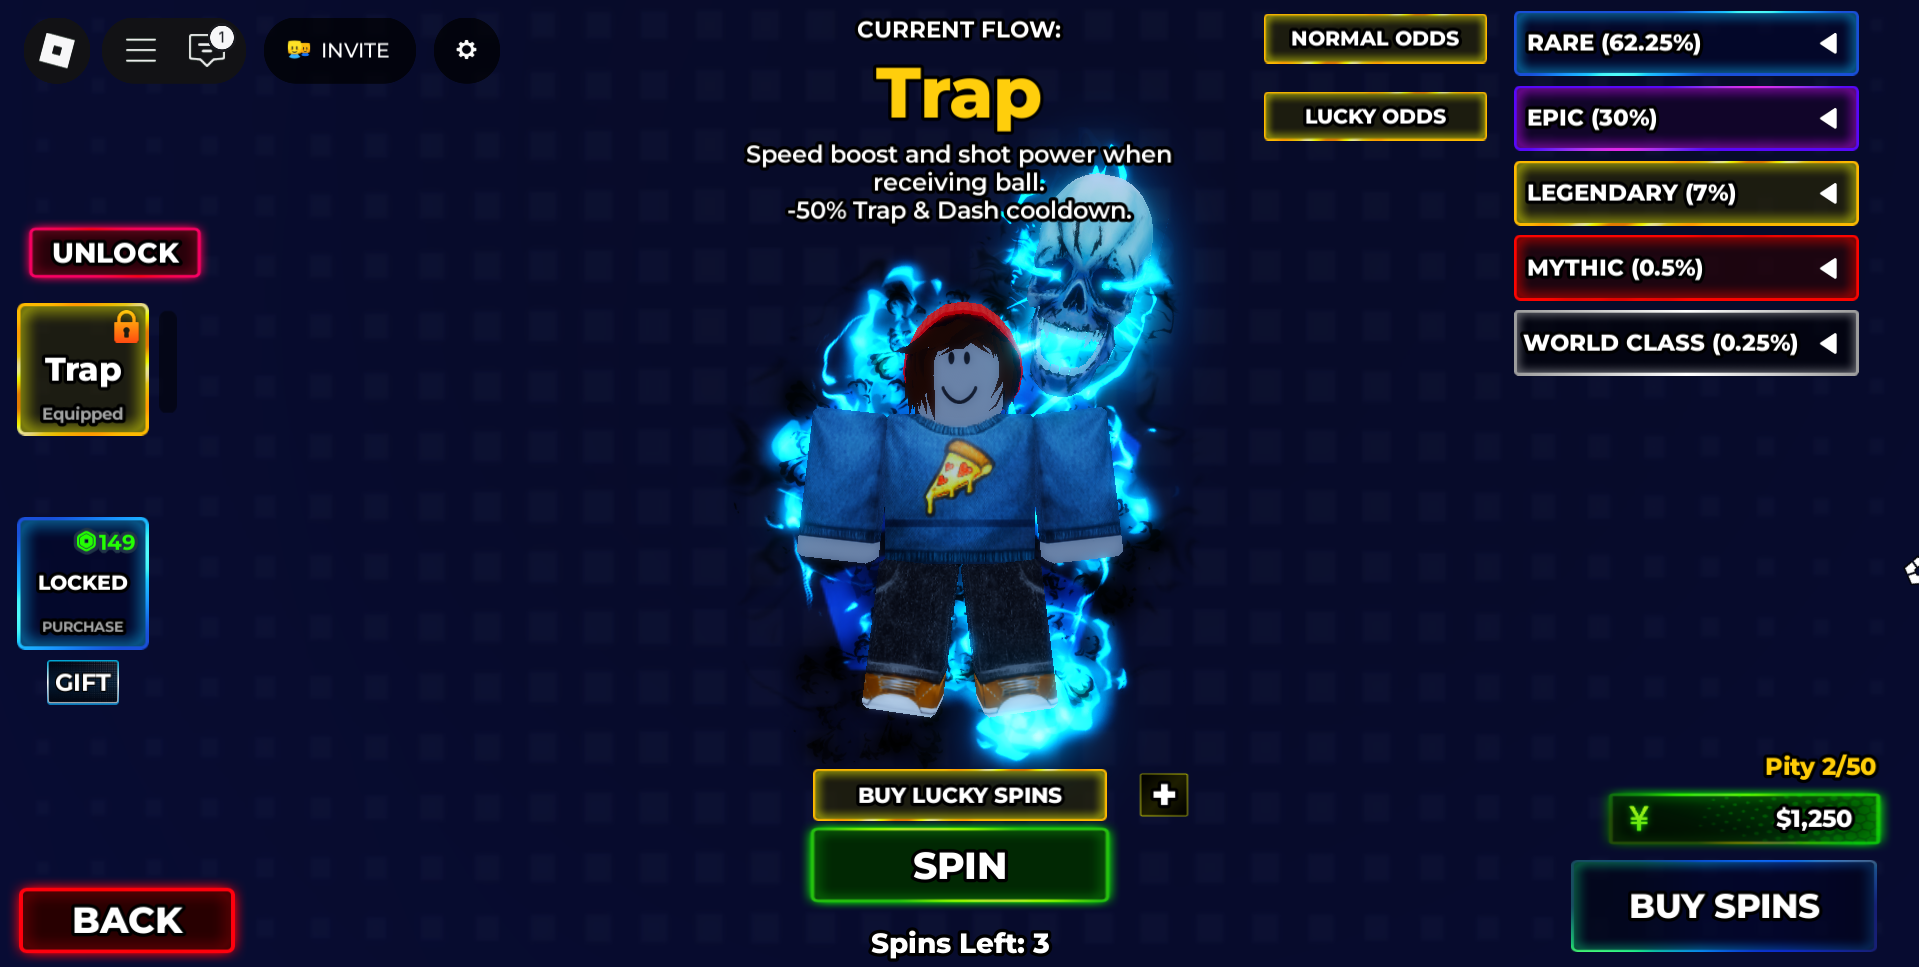 1
INVITE
CURRENT FLOW:
Trap
Speed boost and shot power when
receiving ball.
-50% Trap & Dash cooldown.
NORMAL ODDS
LUCKY ODDS
RARE (62.25%)
EPIC (30%)
LEGENDARY (7%)
MYTHIC (0.5%)
WORLD CLASS (0.25%)
UNLOCK
Trap
Equipped
149
LOCKED
PURCHASE
GIFT
BUY LUCKY SPINS
SPIN
Spins Left: 3
Pity 2/50
¥ $1,250
BUY SPINS
BACK